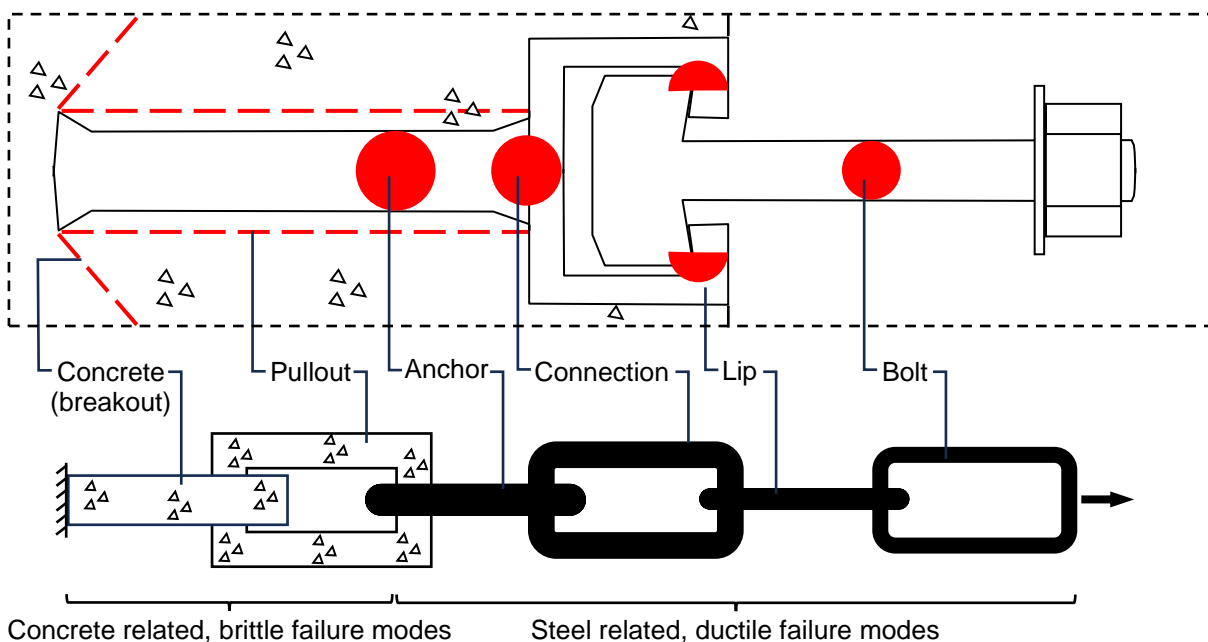 Concrete
(breakout)
Pullout
Anchor
Connection
Lip
Bolt
Concrete related, brittle failure modes
Steel related, ductile failure modes